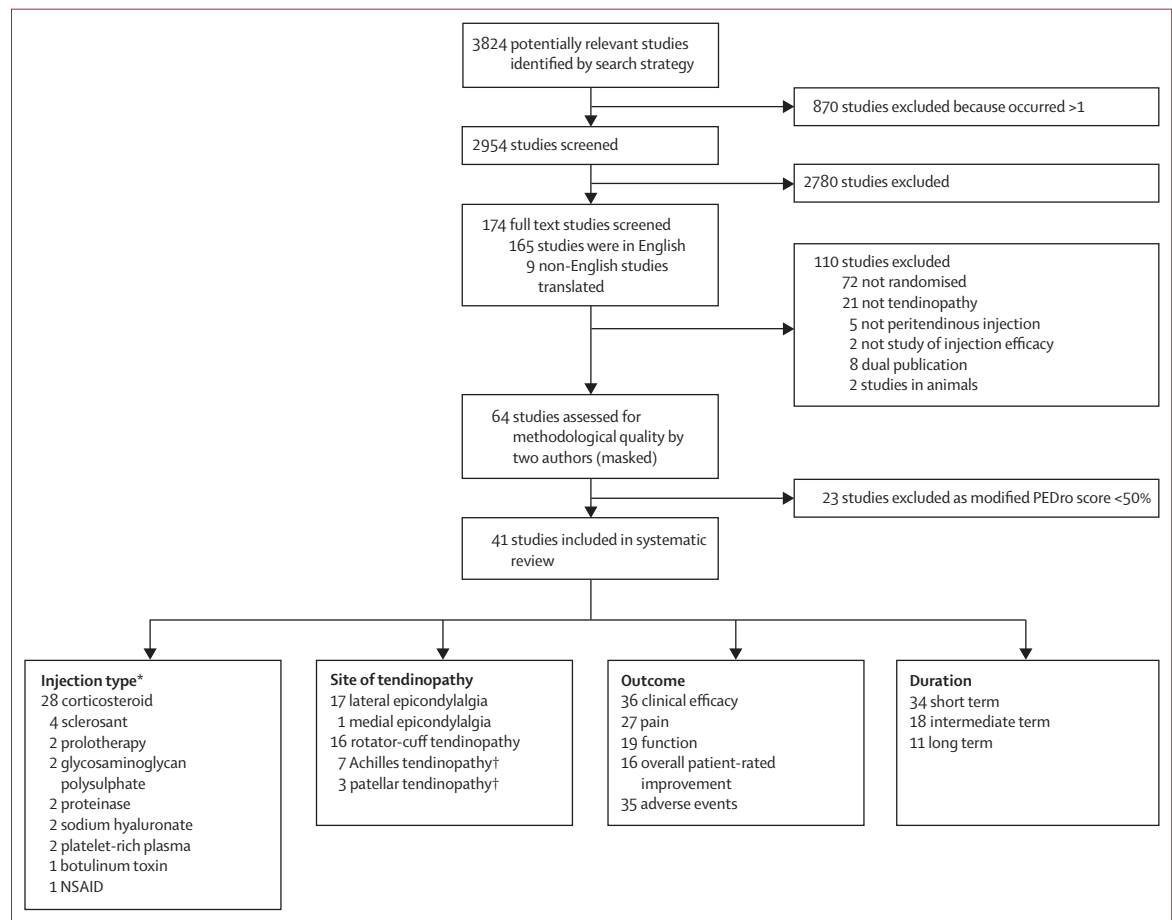 3824 potentially relevant studies
identified by search strategy
870 studies excluded because occurred >1
2954 studies screened
2780 studies excluded
174 full text studies screened
165 studies were in English
9 non-English studies
translated
110 studies excluded
72 not randomised
21 not tendinopathy
5 not peritendinous injection
2 not study of injection efficacy
8 dual publication
2 studies in animals
64 studies assessed for
methodological quality by
two authors (masked)
23 studies excluded as modified PEDro score <50%
41 studies included in systematic
review
Injection type*
28 corticosteroid
4 sclerosant
2 prolotherapy
2 glycosaminoglycan
polysulphate
2 proteinase
2 sodium hyaluronate
2 platelet-rich plasma
1 botulinum toxin
1 NSAID
Site of tendinopathy
17 lateral epicondylalgia
1 medial epicondylalgia
16 rotator-cuff tendinopathy
7 Achilles tendinopathy†
3 patellar tendinopathy†
Outcome
36 clinical efficacy
27 pain
19 function
16 overall patient-rated
improvement
35 adverse events
Duration
34 short term
18 intermediate term
11 long term